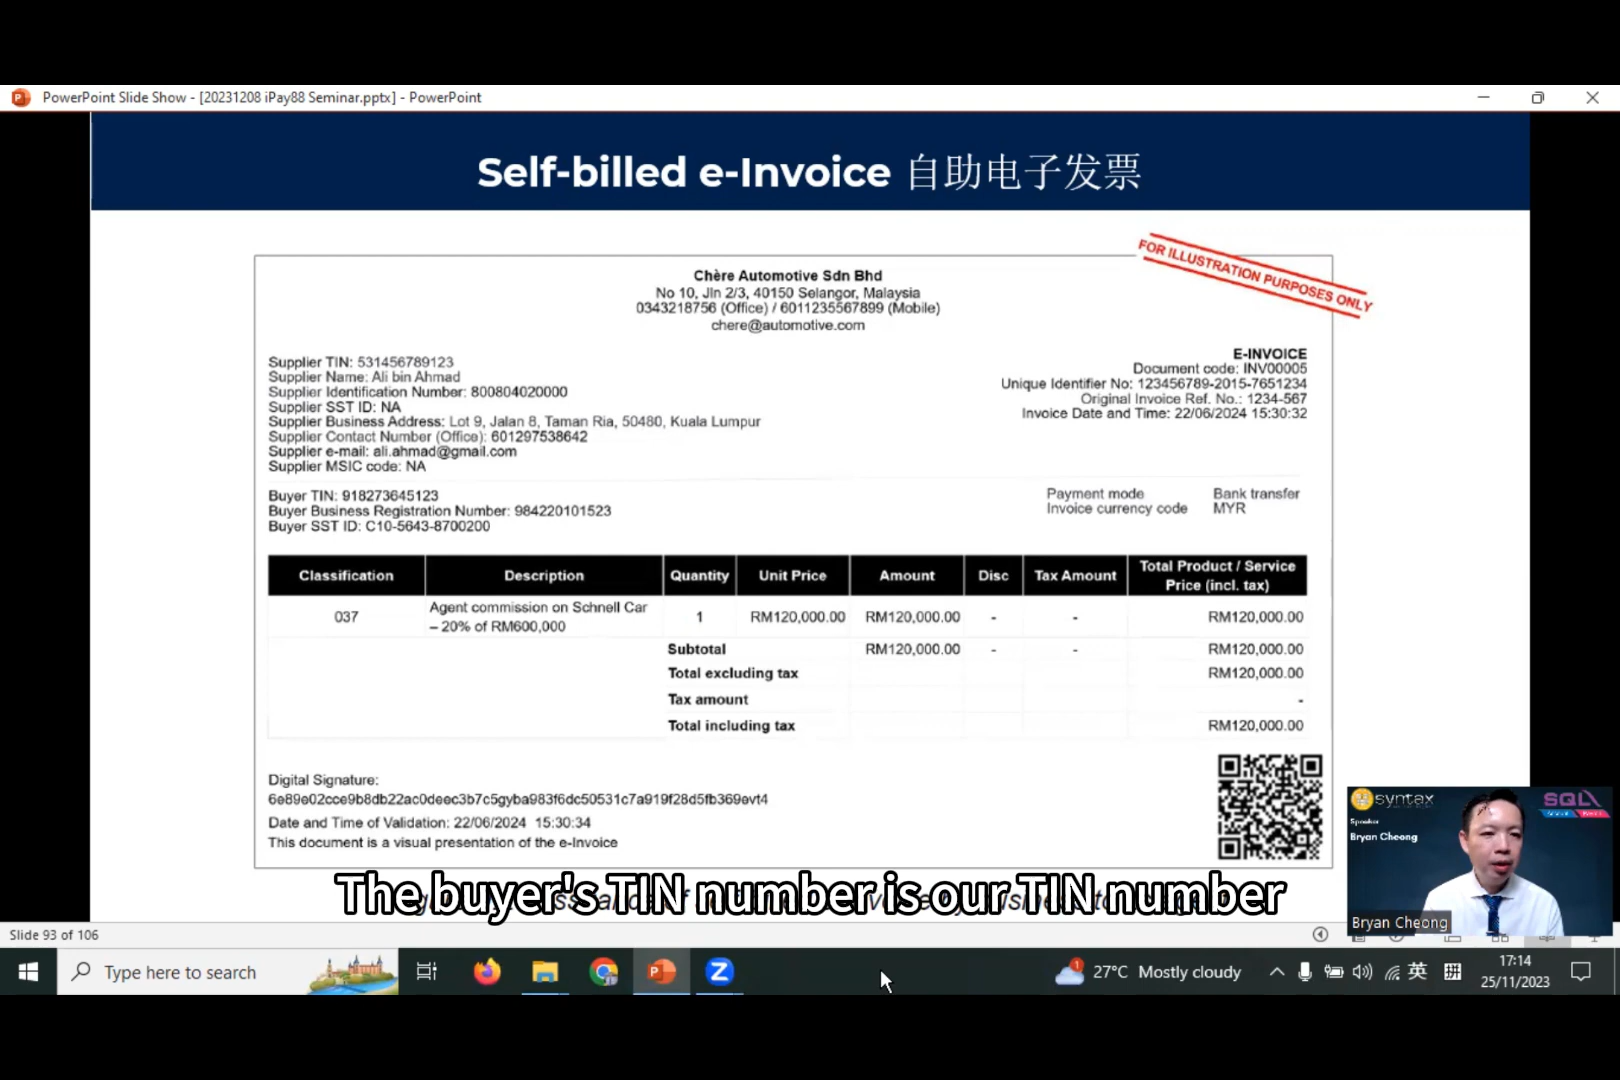 PowerPoint Slide Show - [20231208 iPay88 Seminar.pptx] - PowerPoint
Self-billed e-Invoice 自助电子发票
FOR ILLUSTRATION PURPOSES ONLY
Chère Automotive Sdn Bhd
No 10, Jln 2/3, 40150 Selangor, Malaysia
0343218756 (Office) / 6011235567899 (Mobile)
chere@automotive.com
Supplier TIN: 531456789123
Supplier Name: Ali bin Ahmad
Supplier Identification Number: 800804020000
Supplier SST ID: NA
Supplier Business Address: Lot 9, Jalan 8, Taman Ria, 50480, Kuala Lumpur
Supplier Contact Number (Office): 601297538642
Supplier e-mail: ali.ahmad@gmail.com
Supplier MSIC code: NA
E-INVOICE
Document code: INV00005
Unique Identifier No: 123456789-2015-7651234
Original Invoice Ref. No.: 1234-567
Invoice Date and Time: 22/06/2024 15:30:32
Buyer TIN: 918273645123
Buyer Business Registration Number: 984220101523
Buyer SST ID: C10-5643-8700200
Payment mode Bank transfer
Invoice currency code MYR
Classification Description Quantity Unit Price Amount Disc Tax Amount Total Product / Service Price (incl. tax)
037 Agent commission on Schnell Car – 20% of RM600,000 1 RM120,000.00 RM120,000.00 - - RM120,000.00
Subtotal RM120,000.00 - - RM120,000.00
Total excluding tax RM120,000.00
Tax amount -
Total including tax RM120,000.00
Digital Signature:
6e89e02cce9b8db22ac0deec3b7c5gyba983f6dc50531c7a919f28d5fb369evt4
Date and Time of Validation: 22/06/2024 15:30:34
This document is a visual presentation of the e-Invoice
The buyer's TIN number is our TIN number
syntax
SQL
Speaker
Bryan Cheong
Bryan Cheong
Slide 93 of 106
Type here to search
27°C Mostly cloudy
英
拼
17:14
25/11/2023